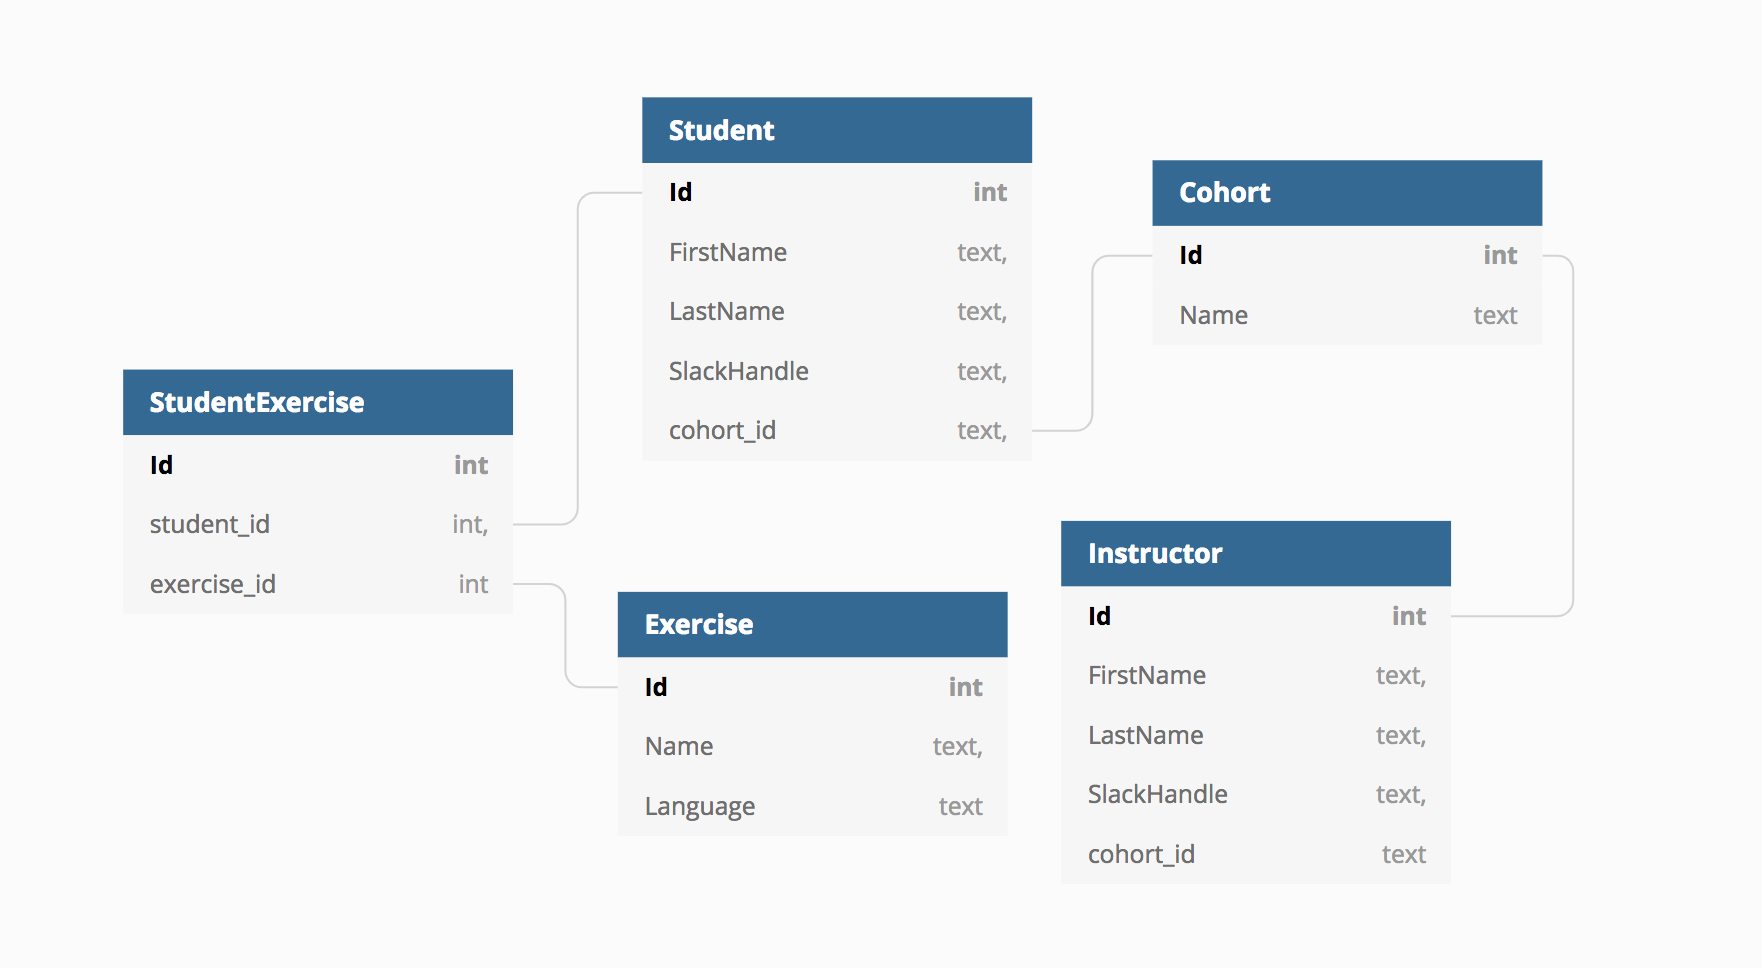 Student
Id int
FirstName text,
LastName text,
SlackHandle text,
cohort_id text,
Cohort
Id int
Name text
StudentExercise
Id int
student_id int,
exercise_id int
Exercise
Id int
Name text,
Language text
Instructor
Id int
FirstName text,
LastName text,
SlackHandle text,
cohort_id text